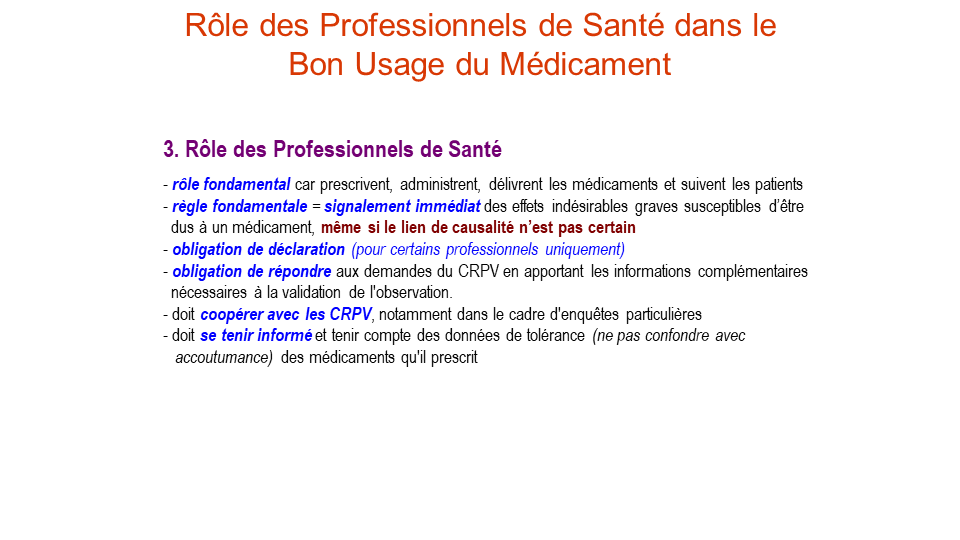 Rôle des Professionnels de Santé dans le
Bon Usage du Médicament
3. Rôle des Professionnels de Santé
- rôle fondamental car prescrivent, administrent, délivrent les médicaments et suivent les patients
- règle fondamentale = signalement immédiat des effets indésirables graves susceptibles d’être
dus à un médicament, même si le lien de causalité n’est pas certain
- obligation de déclaration (pour certains professionnels uniquement)
- obligation de répondre aux demandes du CRPV en apportant les informations complémentaires
nécessaires à la validation de l'observation.
- doit coopérer avec les CRPV, notamment dans le cadre d'enquêtes particulières
- doit se tenir informé et tenir compte des données de tolérance (ne pas confondre avec
accoutumance) des médicaments qu'il prescrit